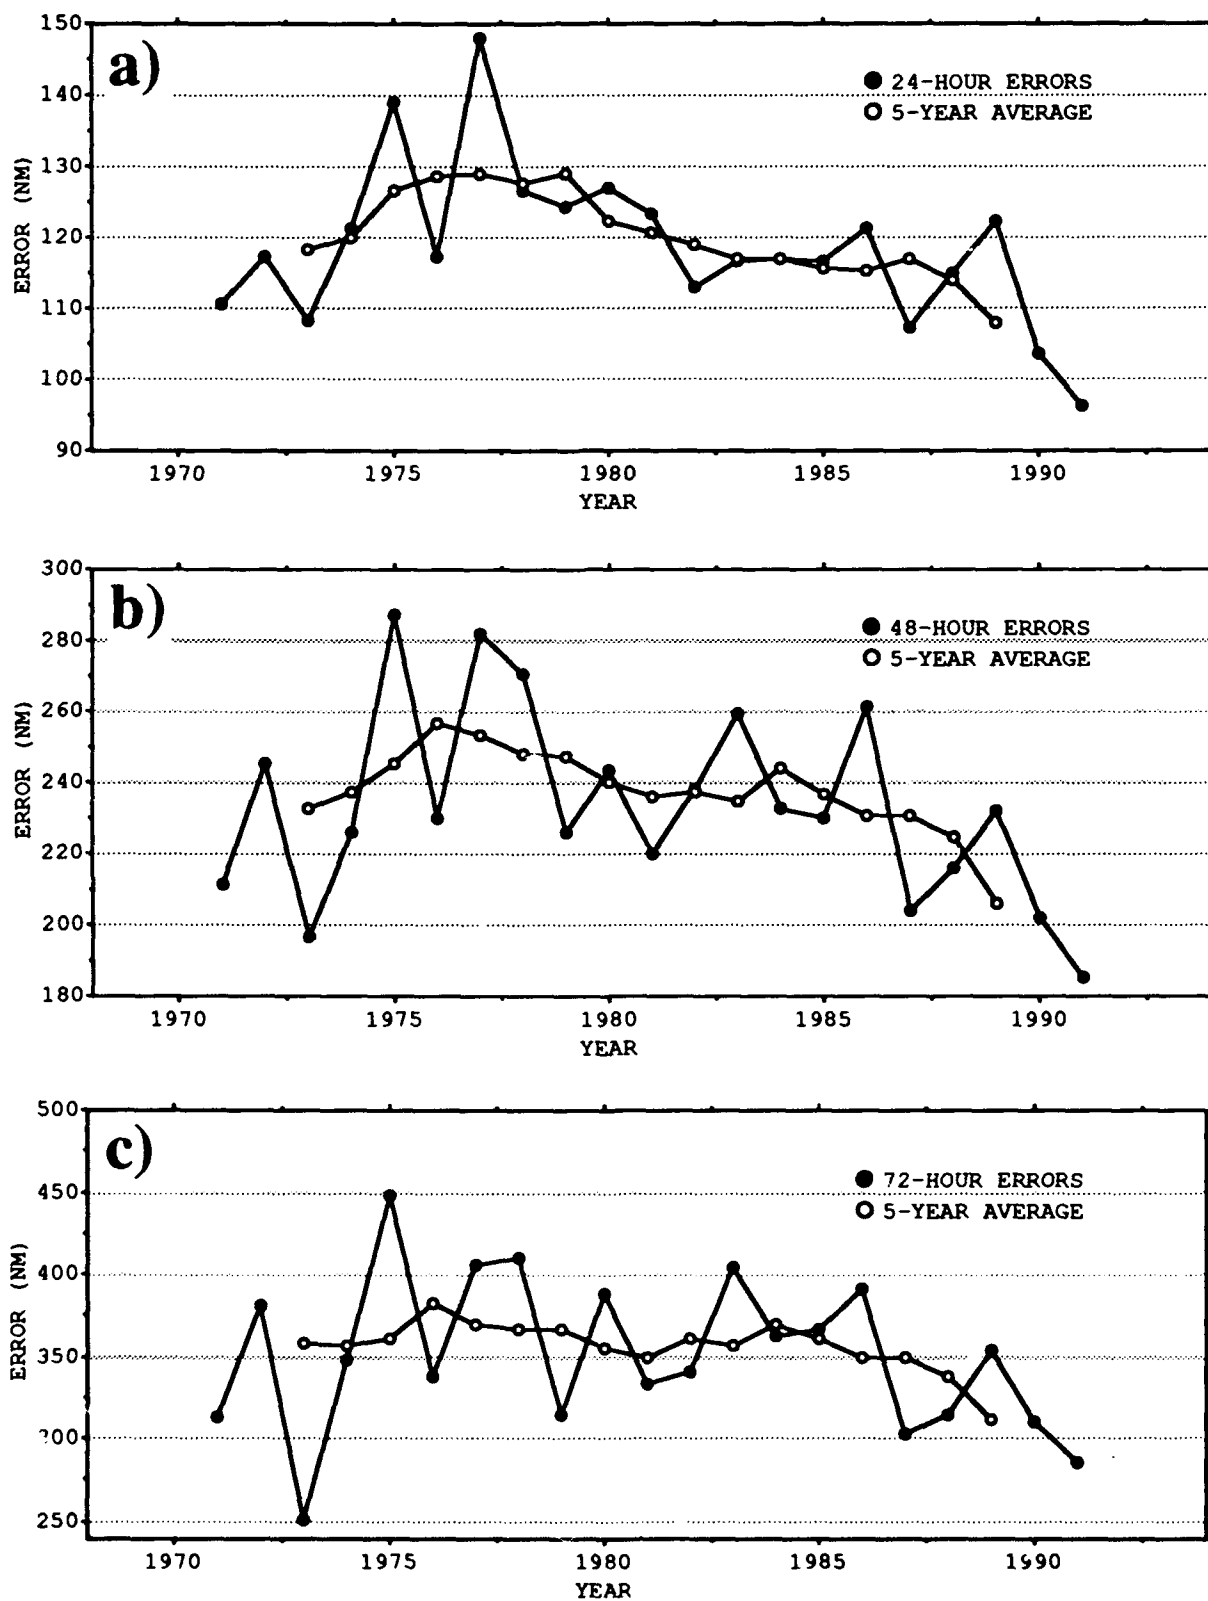 a)
150
140
130
120
110
100
90
ERROR (NM)
24-HOUR ERRORS
5-YEAR AVERAGE
1970 1975 1980 1985 1990
YEAR
b)
300
280
260
240
220
200
180
ERROR (NM)
48-HOUR ERRORS
5-YEAR AVERAGE
1970 1975 1980 1985 1990
YEAR
c)
500
450
400
350
300
250
ERROR (NM)
72-HOUR ERRORS
5-YEAR AVERAGE
1970 1975 1980 1985 1990
YEAR